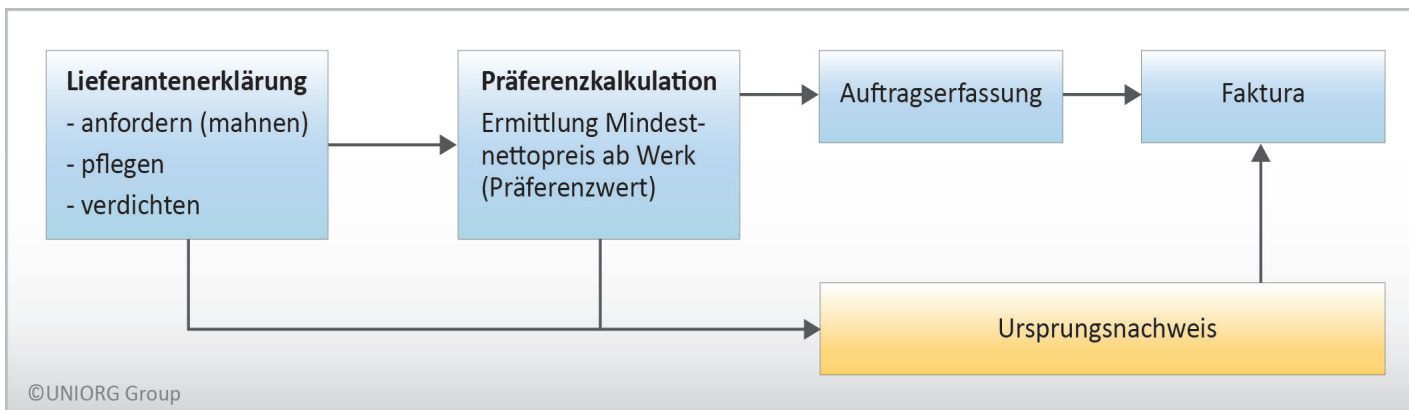 Lieferantenerklärung
- anfordern (mahnen)
- pflegen
- verdichten
Präferenzkalkulation
Ermittlung Mindest-
nettopreis ab Werk
(Präferenzwert)
Auftragserfassung
Faktura
Ursprungsnachweis
©UNIORG Group